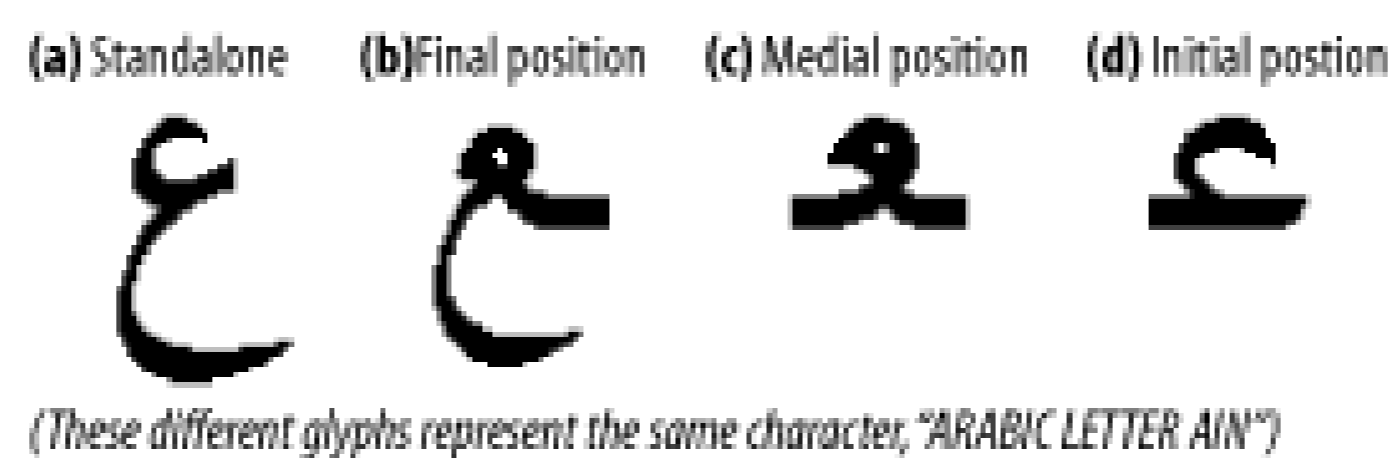 (a) Standalone (b)Final position (c) Medial position (d) Initial postion
ع ـع ـعـ عـ
(These different glyphs represent the same character, “ARABIC LETTER AIN”)